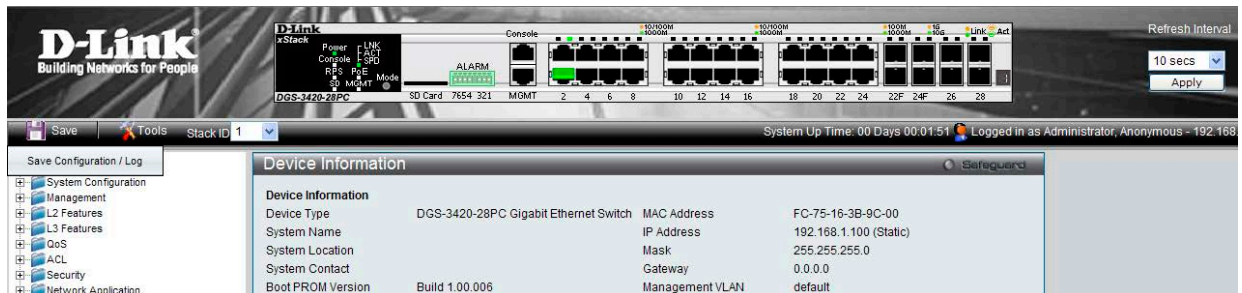 D-Link
Building Networks for People
D-Link
xStack
Power LNK
ACT
Console SPD
RPS PoE
Mode
SD MGMT
DGS-3420-28PC
SD Card
ALARM
7654 321
Console
MGMT
10/100M
1000M
10/100M
1000M
100M
1000M
1G
10G
Link Act
2 4 6 8 10 12 14 16 18 20 22 24 22F 24F 26 28
Refresh Interval
10 secs
Apply
Save Tools Stack ID 1 System Up Time: 00 Days 00:01:51 Logged in as Administrator, Anonymous - 192.168.
Save Configuration / Log
System Configuration
Management
L2 Features
L3 Features
QoS
ACL
Security
Network Application
Device Information Safeguard
Device Information
Device Type DGS-3420-28PC Gigabit Ethernet Switch MAC Address FC-75-16-3B-9C-00
System Name IP Address 192.168.1.100 (Static)
System Location Mask 255.255.255.0
System Contact Gateway 0.0.0.0
Boot PROM Version Build 1.00.006 Management VLAN default